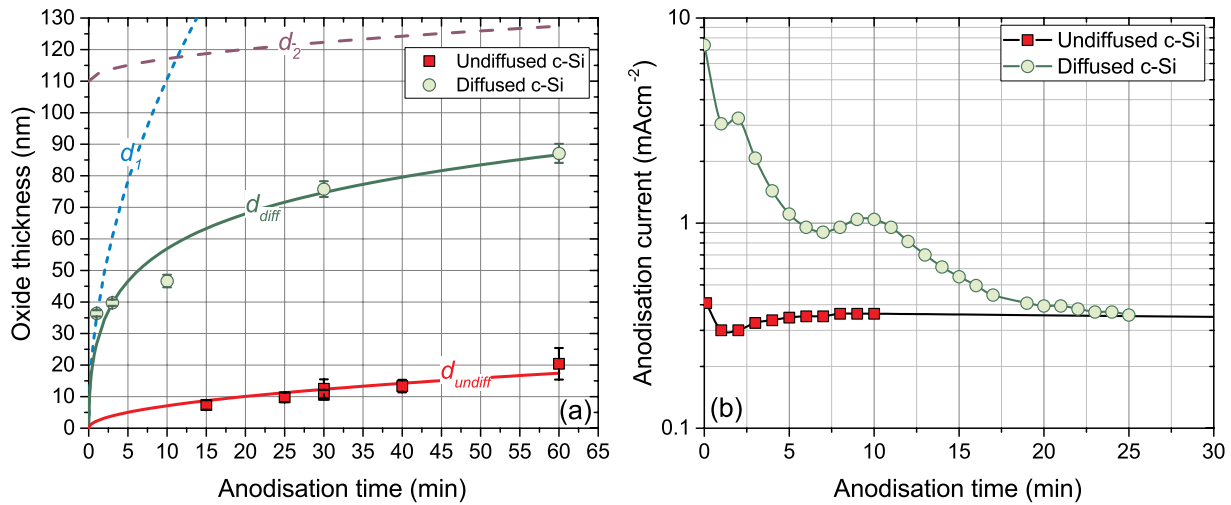 130
120
110
100
90
80
70
60
50
40
30
20
10
0
Oxide thickness (nm)
d1
d2
ddiff
dundiff
Undiffused c-Si
Diffused c-Si
(a)
0 5 10 15 20 25 30 35 40 45 50 55 60 65
Anodisation time (min)
10
1
0.1
Anodisation current (mAcm-2)
Undiffused c-Si
Diffused c-Si
(b)
0 5 10 15 20 25 30
Anodisation time (min)